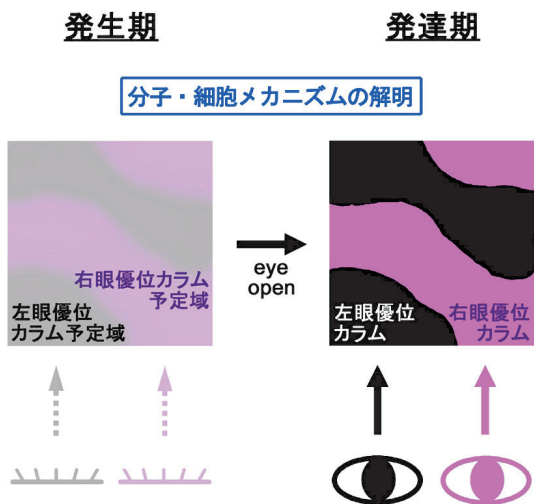 発生期
発達期
分子・細胞メカニズムの解明
右眼優位カラム
予定域
左眼優位
カラム予定域
eye
open
左眼優位
カラム
右眼優位
カラム